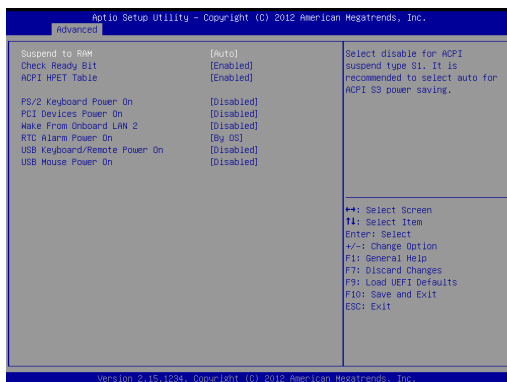 Aptio Setup Utility – Copyright (C) 2012 American Megatrends, Inc.
Advanced
Suspend to RAM [Auto]
Check Ready Bit [Enabled]
ACPI HPET Table [Enabled]
PS/2 Keyboard Power On [Disabled]
PCI Devices Power On [Disabled]
Wake From Onboard LAN 2 [Disabled]
RTC Alarm Power On [By OS]
USB Keyboard/Remote Power On [Disabled]
USB Mouse Power On [Disabled]
Select disable for ACPI
suspend type S1. It is
recommended to select auto for
ACPI S3 power saving.
↔: Select Screen
↑↓: Select Item
Enter: Select
+/-: Change Option
F1: General Help
F7: Discard Changes
F9: Load UEFI Defaults
F10: Save and Exit
ESC: Exit
Version 2.15.1234. Copyright (C) 2012 American Megatrends, Inc.